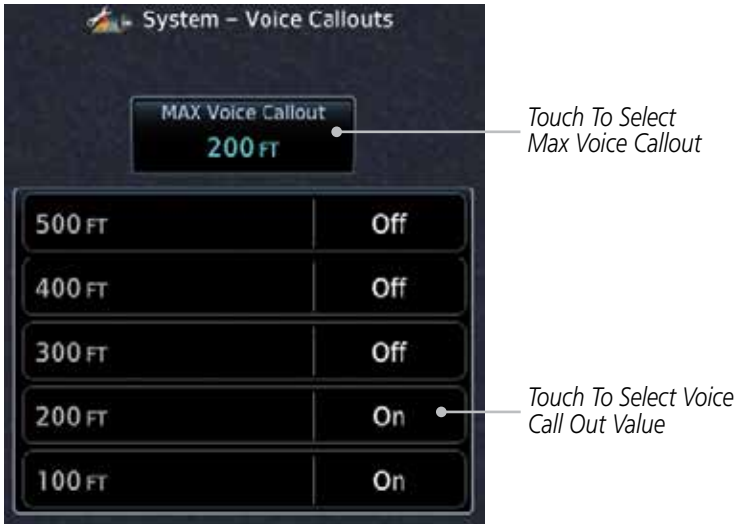 System – Voice Callouts
MAX Voice Callout
200 FT
Touch To Select
Max Voice Callout
500 FT Off
400 FT Off
300 FT Off
200 FT On
Touch To Select Voice
Call Out Value
100 FT On